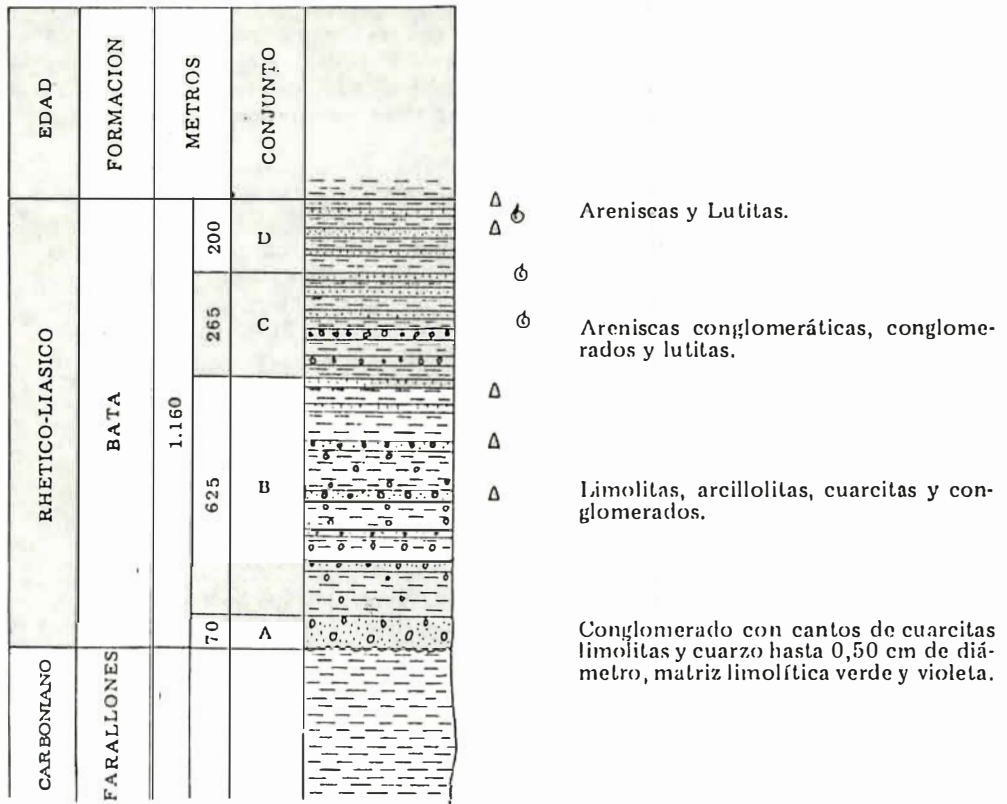 EDAD
FORMACION
METROS
CONJUNTO
RHETICO-LIASICO
BATA
1.160
200
D
Areniscas y Lutitas.
265
C
Areniscas conglomeráticas, conglome-
rados y lutitas.
625
B
Limolitas, arcillolitas, cuarcitas y con-
glomerados.
70
A
Conglomerado con cantos de cuarcitas
limolitas y cuarzo hasta 0,50 cm de diá-
metro, matriz limolítica verde y violeta.
CARBONIANO
FARALLONES